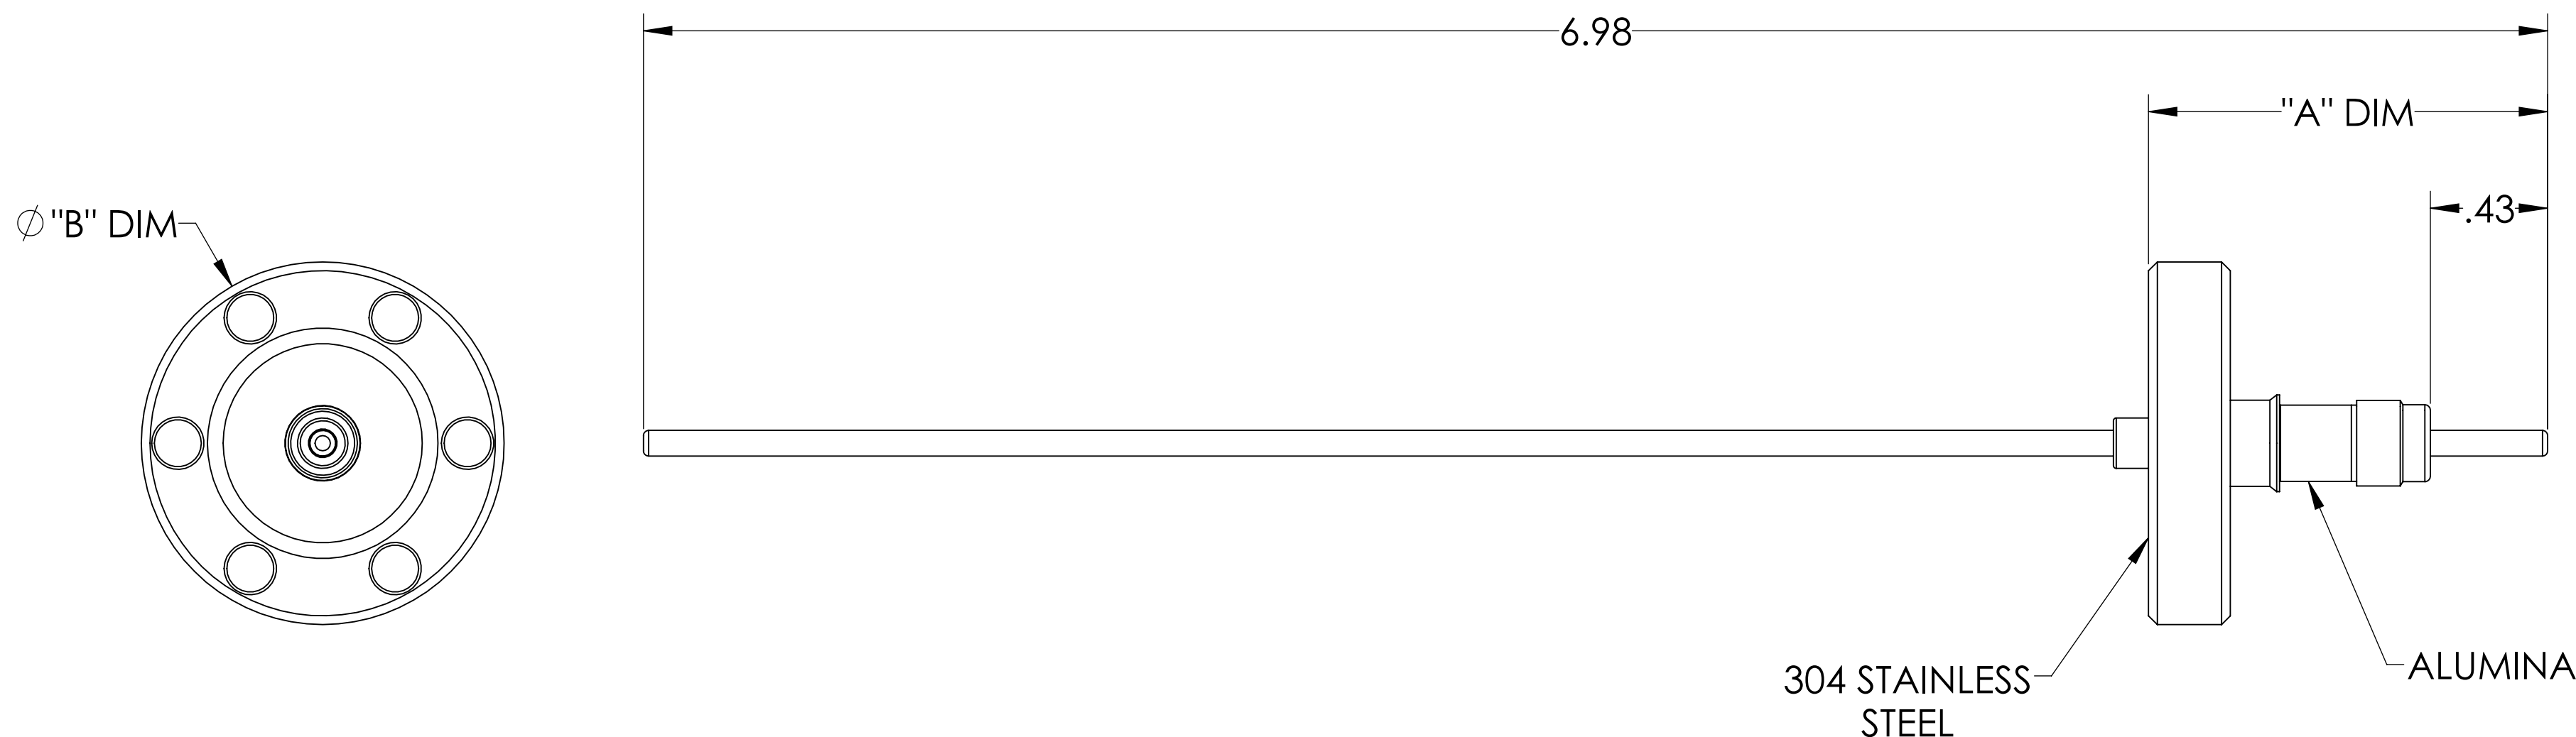 6.98
"A" DIM
.43
⌀ "B" DIM
304 STAINLESS
STEEL
ALUMINA